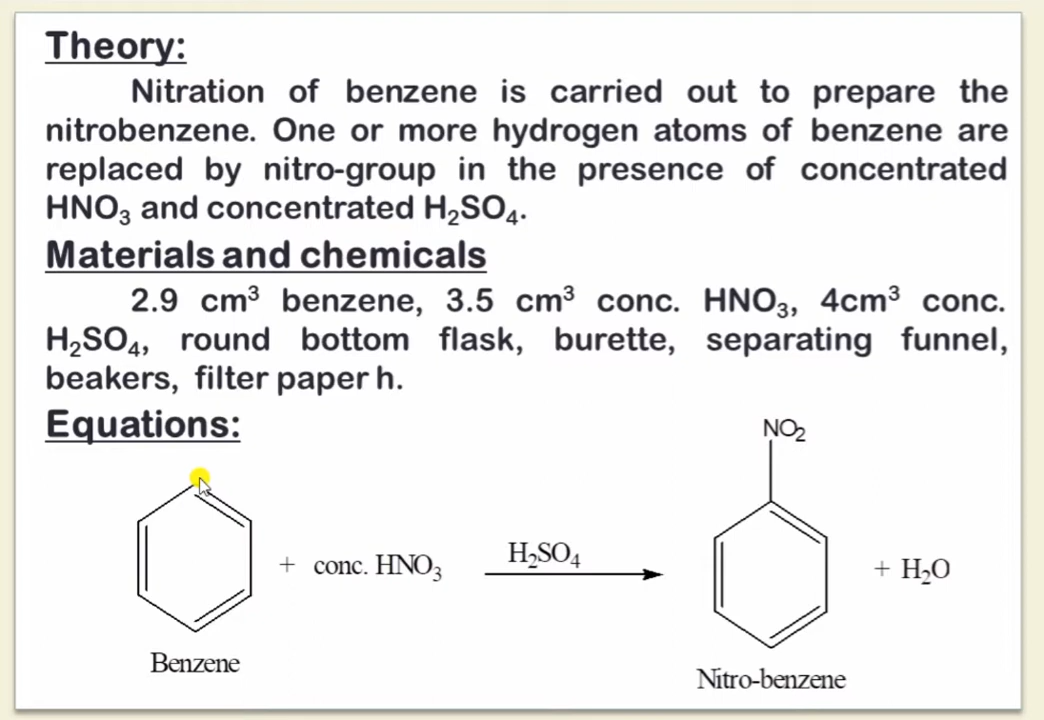 Theory:
Nitration of benzene is carried out to prepare the
nitrobenzene. One or more hydrogen atoms of benzene are
replaced by nitro-group in the presence of concentrated
HNO₃ and concentrated H₂SO₄.
Materials and chemicals
2.9 cm³ benzene, 3.5 cm³ conc. HNO₃, 4cm³ conc.
H₂SO₄, round bottom flask, burette, separating funnel,
beakers, filter paper h.
Equations:
NO₂
+ conc. HNO₃
H₂SO₄
+ H₂O
Benzene
Nitro-benzene